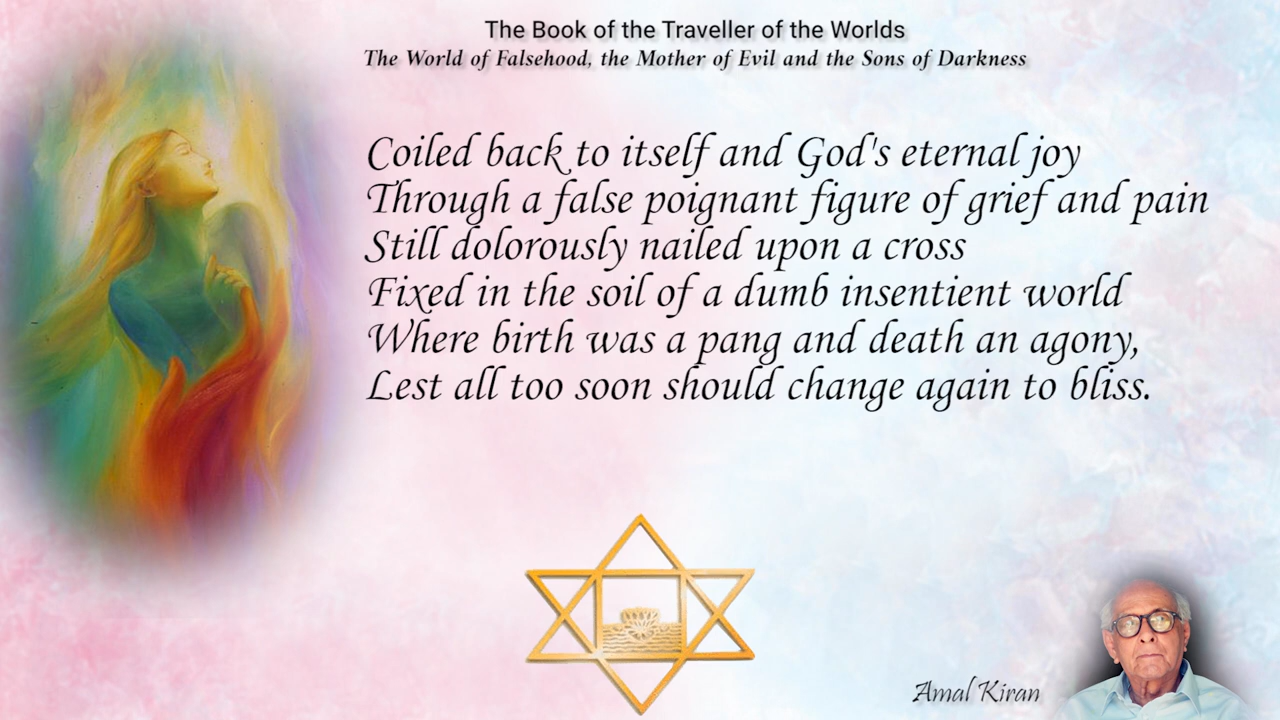 The Book of the Traveller of the Worlds
The World of Falsehood, the Mother of Evil and the Sons of Darkness
Coiled back to itself and God's eternal joy
Through a false poignant figure of grief and pain
Still dolorously nailed upon a cross
Fixed in the soil of a dumb insentient world
Where birth was a pang and death an agony,
Lest all too soon should change again to bliss.
Amal Kiran